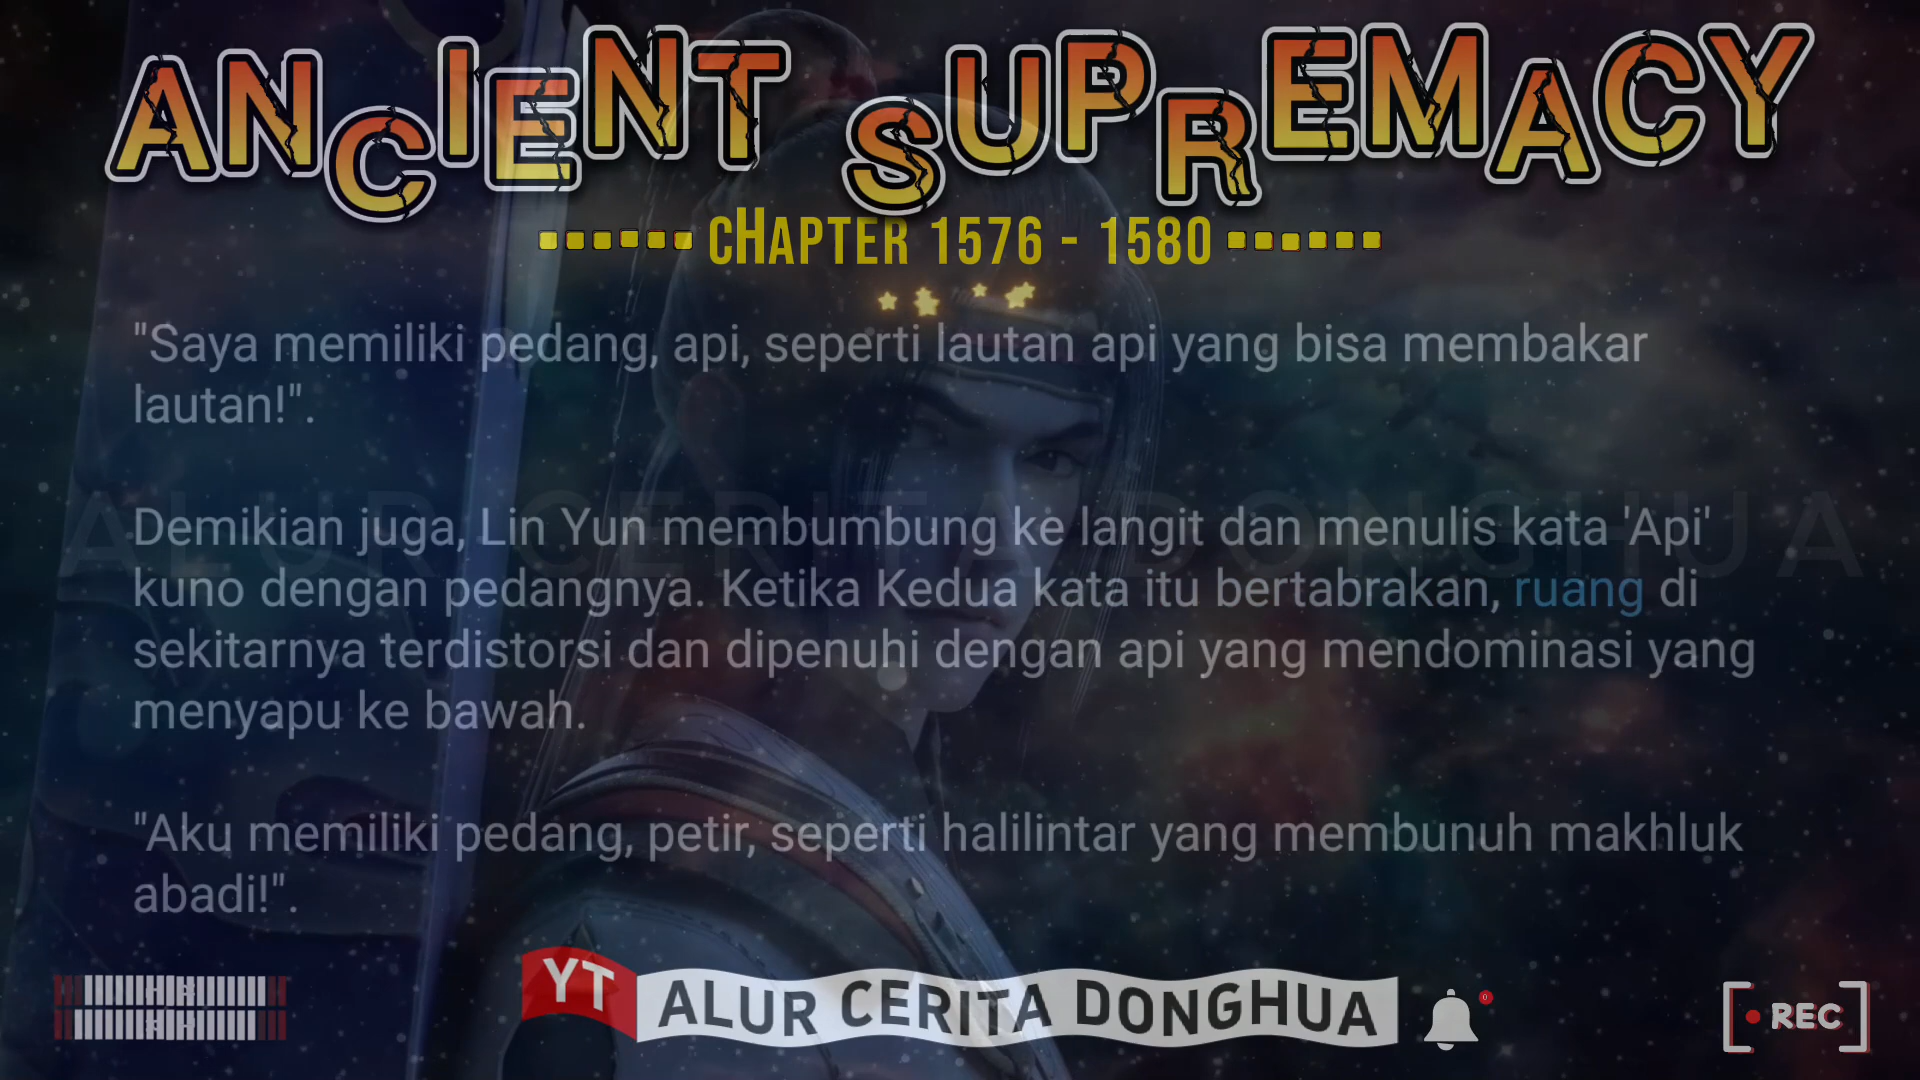 ANCIENT SUPREMACY
cHAPTER 1576 - 1580
"Saya memiliki pedang, api, seperti lautan api yang bisa membakar
lautan!".
ALUR CERITA DONGHUA
Demikian juga, Lin Yun membumbung ke langit dan menulis kata 'Api'
kuno dengan pedangnya. Ketika Kedua kata itu bertabrakan, ruang di
sekitarnya terdistorsi dan dipenuhi dengan api yang mendominasi yang
menyapu ke bawah.
"Aku memiliki pedang, petir, seperti halilintar yang membunuh makhluk
abadi!".
YT ALUR CERITA DONGHUA
REC